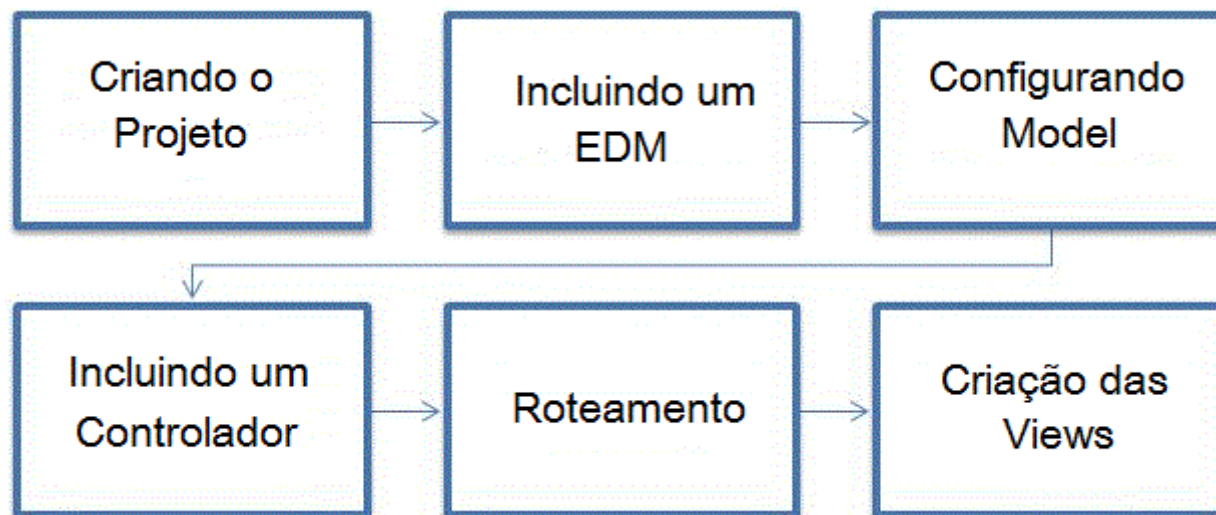 Criando o
Projeto
Incluindo um
EDM
Configurando
Model
Incluindo um
Controlador
Roteamento
Criação das
Views